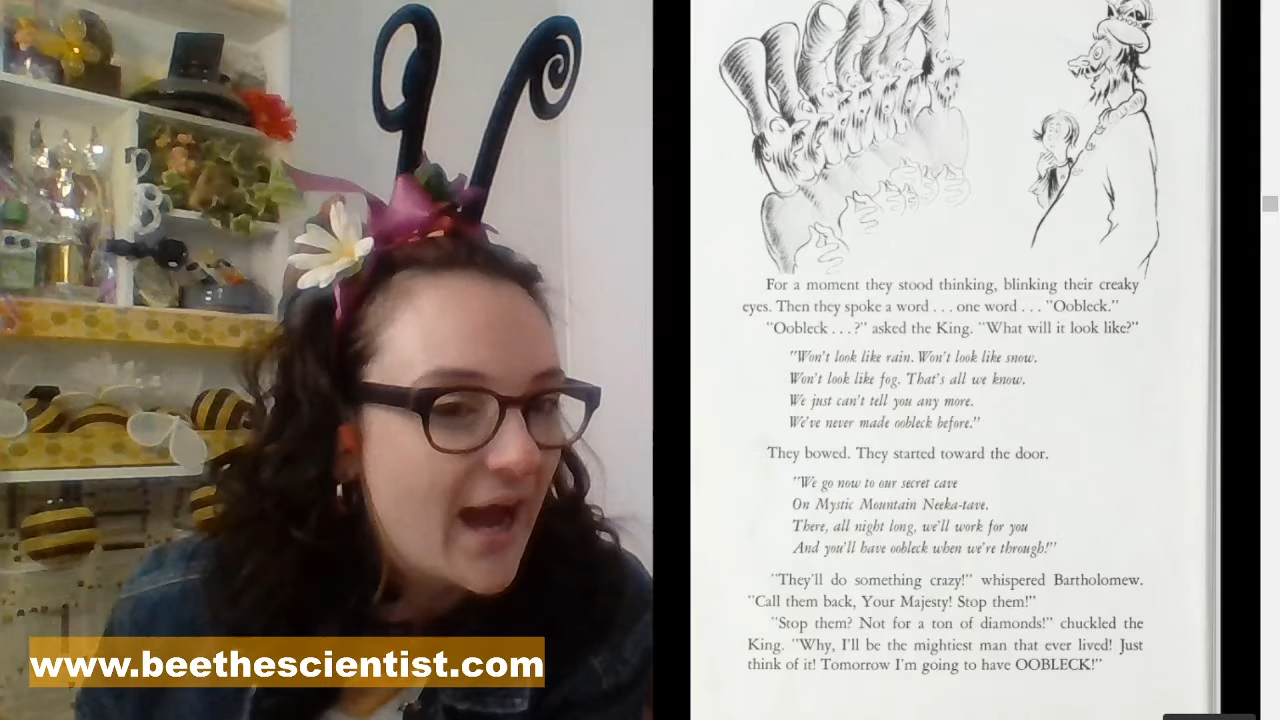 For a moment they stood thinking, blinking their creaky
eyes. Then they spoke a word . . . one word . . . "Oobleck."
"Oobleck . . .?" asked the King. "What will it look like?"
"Won't look like rain. Won't look like snow.
Won't look like fog. That's all we know.
We just can't tell you any more.
We've never made oobleck before."
They bowed. They started toward the door.
"We go now to our secret cave
On Mystic Mountain Neeka-tave.
There, all night long, we'll work for you
And you'll have oobleck when we're through!"
"They'll do something crazy!" whispered Bartholomew.
"Call them back, Your Majesty! Stop them!"
"Stop them? Not for a ton of diamonds!" chuckled the
King. "Why, I'll be the mightiest man that ever lived! Just
think of it! Tomorrow I'm going to have OOBLECK!"
www.beethescientist.com